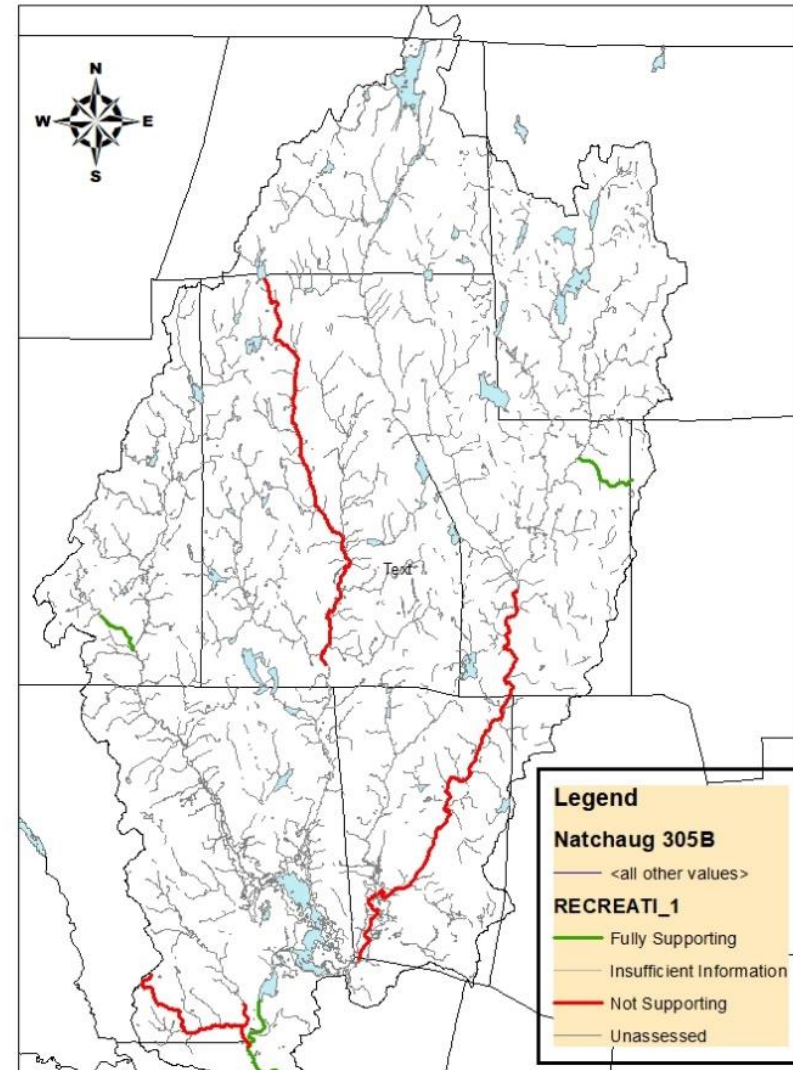 N
W E
S
Text
Legend
Natchaug 305B
<all other values>
RECREATI_1
Fully Supporting
Insufficient Information
Not Supporting
Unassessed